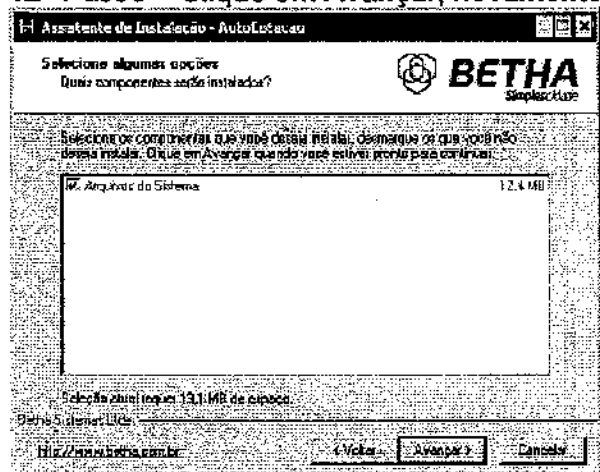 Assistente de Instalação - AutoCotacao
Selecione algumas opções
Quais componentes serão instalados?
BETHA
Selecione os componentes que você deseja instalar, desmarque os que você não
deseja instalar. Clique em Avançar quando você estiver pronto para continuar.
Arquivos do Sistema
12,4 MB
Seleção atual requer 13,1 MB de espaço.
Betha Sistemas Ltda.
http://www.betha.com.br
< Voltar
Avançar >
Cancelar